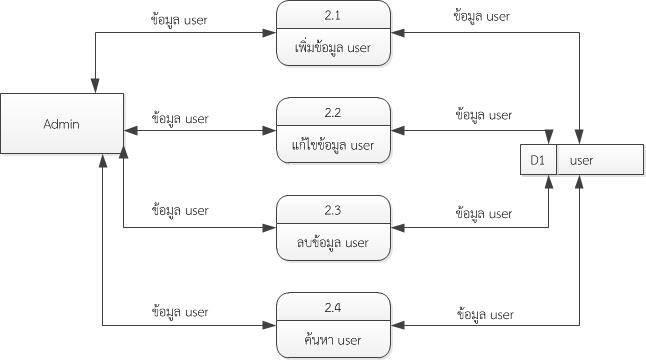 ข้อมูล user
2.1
เพิ่มข้อมูล user
ข้อมูล user
Admin
ข้อมูล user
2.2
แก้ไขข้อมูล user
ข้อมูล user
D1
user
ข้อมูล user
2.3
ลบข้อมูล user
ข้อมูล user
ข้อมูล user
2.4
ค้นหา user
ข้อมูล user